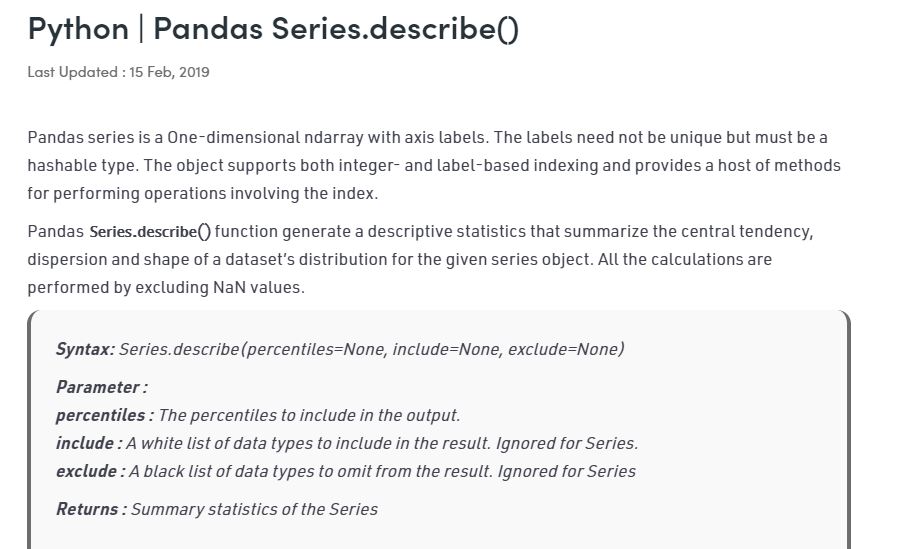 Python | Pandas Series.describe()
Last Updated : 15 Feb, 2019
Pandas series is a One-dimensional ndarray with axis labels. The labels need not be unique but must be a
hashable type. The object supports both integer- and label-based indexing and provides a host of methods
for performing operations involving the index.
Pandas Series.describe() function generate a descriptive statistics that summarize the central tendency,
dispersion and shape of a dataset's distribution for the given series object. All the calculations are
performed by excluding NaN values.
Syntax: Series.describe(percentiles=None, include=None, exclude=None)
Parameter :
percentiles : The percentiles to include in the output.
include : A white list of data types to include in the result. Ignored for Series.
exclude : A black list of data types to omit from the result. Ignored for Series
Returns : Summary statistics of the Series